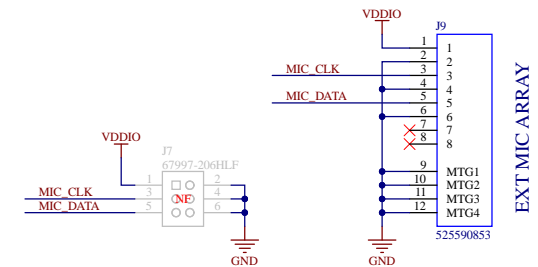 VDDIO
J9
1 1
2 2
MIC_CLK 3 3
4 4
MIC_DATA 5 5
6 6
7 7
8 8
9 MTG1
10 MTG2
11 MTG3
12 MTG4
525590853
GND
EXT MIC ARRAY
VDDIO
J7
67997-206HLF
1 2
MIC_CLK 3 4
MIC_DATA 5 6
NF
GND